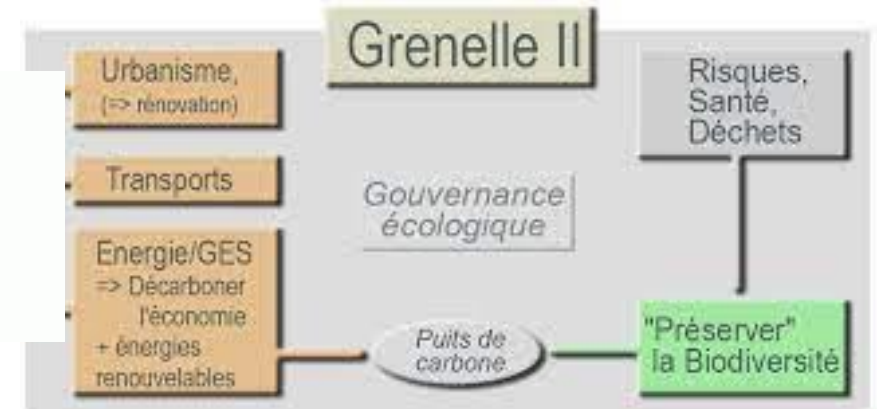 Grenelle II
Urbanisme,
(=> rénovation)
Transports
Energie/GES
=> Décarboner
l'économie
+ énergies
renouvelables
Gouvernance
écologique
Puits de
carbone
Risques,
Santé,
Déchets
"Préserver"
la Biodiversité